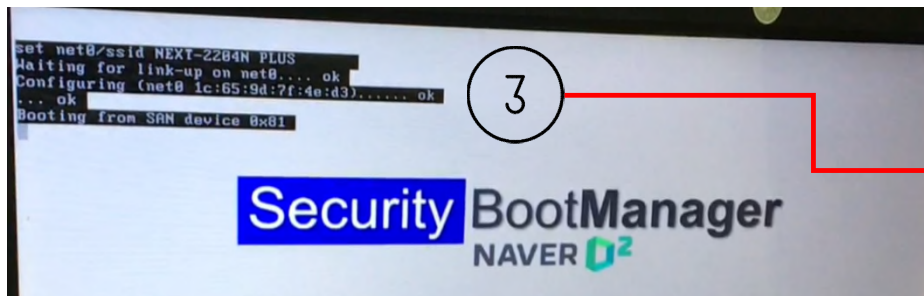 set net0/ssid NEXT-2204N PLUS
Waiting for link-up on net0.... ok
Configuring (net0 1c:65:9d:7f:4e:d3)...... ok
... ok
Booting from SAN device 0x81
3
Security BootManager
NAVER D2